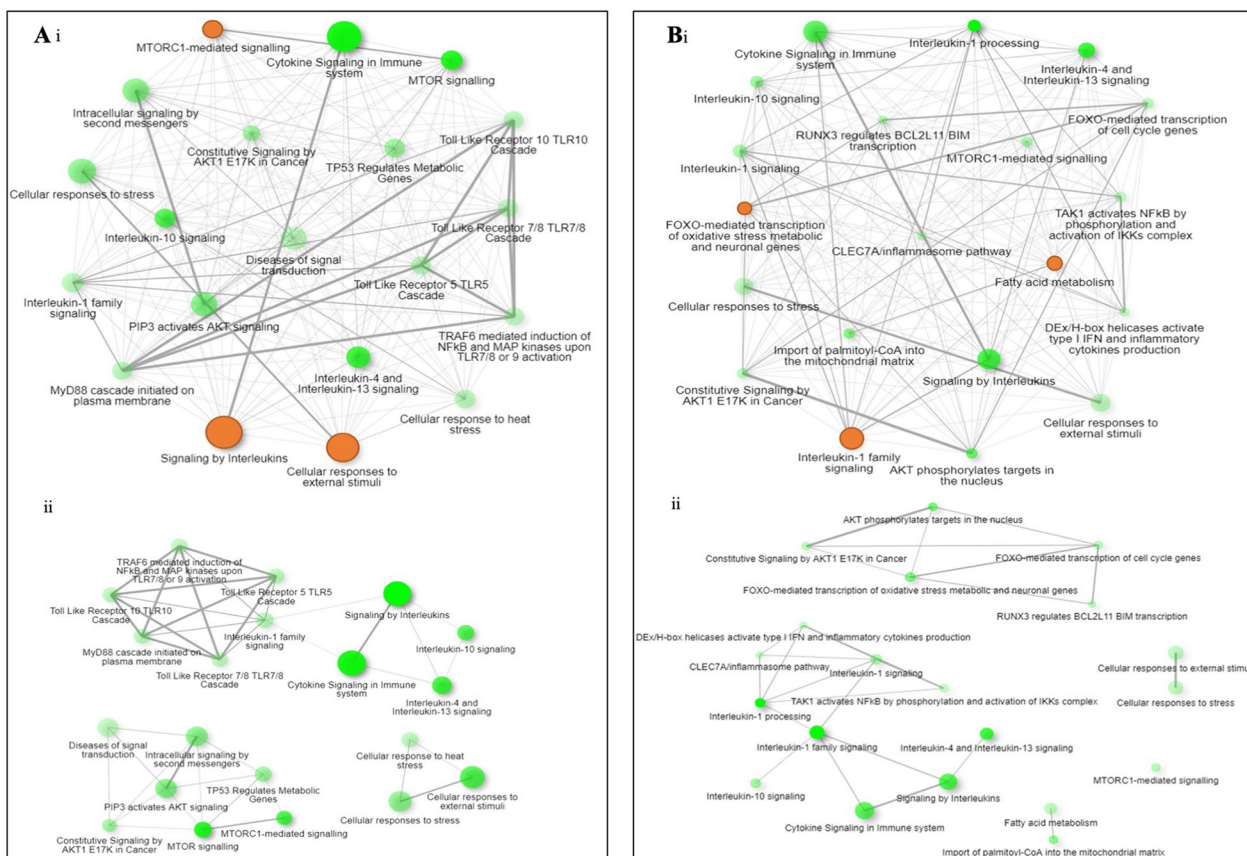 A i
MTORC1-mediated signalling
Cytokine Signaling in Immune
system
MTOR signalling
Intracellular signaling by
second messengers
Constitutive Signaling by
AKT1 E17K in Cancer
TP53 Regulates Metabolic
Genes
Toll Like Receptor 10 TLR10
Cascade
Cellular responses to stress
Interleukin-10 signaling
Toll Like Receptor 7/8 TLR7/8
Cascade
Diseases of signal
transduction
Toll Like Receptor 5 TLR5
Cascade
Interleukin-1 family
signaling
PIP3 activates AKT signaling
TRAF6 mediated induction of
NFkB and MAP kinases upon
TLR7/8 or 9 activation
MyD88 cascade initiated on
plasma membrane
Interleukin-4 and
Interleukin-13 signaling
Cellular response to heat
stress
Signaling by Interleukins
Cellular responses to
external stimuli
ii
TRAF6 mediated induction of
NFkB and MAP kinases upon
TLR7/8 or 9 activation
Toll Like Receptor 5 TLR5
Cascade
Toll Like Receptor 10 TLR10
Cascade
Interleukin-1 family
signaling
MyD88 cascade initiated on
plasma membrane
Toll Like Receptor 7/8 TLR7/8
Cascade
Signaling by Interleukins
Interleukin-10 signaling
Cytokine Signaling in Immune
system
Interleukin-4 and
Interleukin-13 signaling
Diseases of signal
transduction
Intracellular signaling by
second messengers
TP53 Regulates Metabolic
Genes
PIP3 activates AKT signaling
MTORC1-mediated signalling
Constitutive Signaling by
AKT1 E17K in Cancer
MTOR signalling
Cellular response to heat
stress
Cellular responses to
external stimuli
Cellular responses to stress
B i
Cytokine Signaling in Immune
system
Interleukin-1 processing
Interleukin-4 and
Interleukin-13 signaling
Interleukin-10 signaling
RUNX3 regulates BCL2L11 BIM
transcription
FOXO-mediated transcription
of cell cycle genes
Interleukin-1 signaling
MTORC1-mediated signalling
FOXO-mediated transcription
of oxidative stress metabolic
and neuronal genes
TAK1 activates NFkB by
phosphorylation and
activation of IKKs complex
CLEC7A/inflammasome pathway
Fatty acid metabolism
Cellular responses to stress
DEx/H-box helicases activate
type I IFN and inflammatory
cytokines production
Import of palmitoyl-CoA into
the mitochondrial matrix
Constitutive Signaling by
AKT1 E17K in Cancer
Signaling by Interleukins
Cellular responses to
external stimuli
Interleukin-1 family
signaling
AKT phosphorylates targets in
the nucleus
ii
AKT phosphorylates targets in the nucleus
Constitutive Signaling by AKT1 E17K in Cancer
FOXO-mediated transcription of cell cycle genes
FOXO-mediated transcription of oxidative stress metabolic and neuronal genes
RUNX3 regulates BCL2L11 BIM transcription
DEx/H-box helicases activate type I IFN and inflammatory cytokines production
CLEC7A/inflammasome pathway
Interleukin-1 signaling
TAK1 activates NFkB by phosphorylation and activation of IKKs complex
Interleukin-1 processing
Interleukin-1 family signaling
Interleukin-4 and Interleukin-13 signaling
Interleukin-10 signaling
Signaling by Interleukins
Cytokine Signaling in Immune system
Cellular responses to external stimuli
Cellular responses to stress
MTORC1-mediated signalling
Fatty acid metabolism
Import of palmitoyl-CoA into the mitochondrial matrix